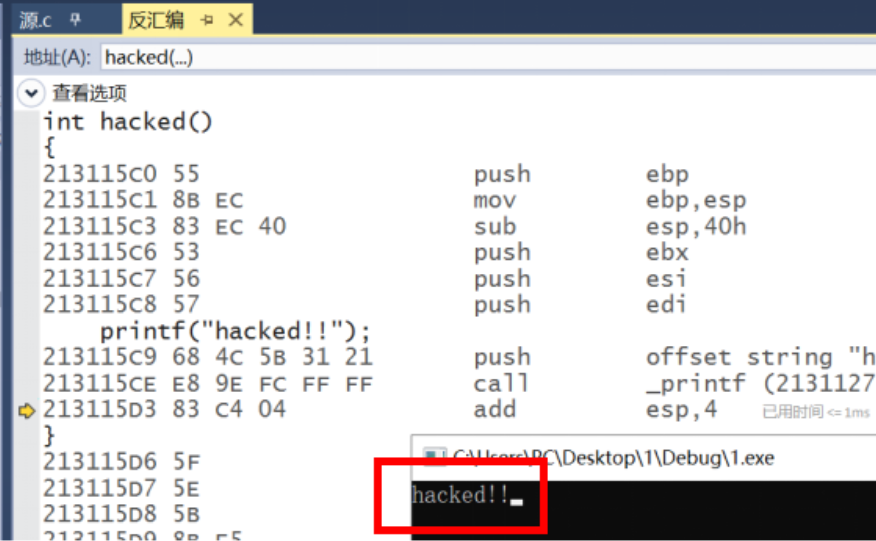 源.c 反汇编
地址(A): hacked(...)
查看选项
int hacked()
{
213115C0 55 push ebp
213115C1 8B EC mov ebp,esp
213115C3 83 EC 40 sub esp,40h
213115C6 53 push ebx
213115C7 56 push esi
213115C8 57 push edi
printf("hacked!!");
213115C9 68 4C 5B 31 21 push offset string "h
213115CE E8 9E FC FF FF call _printf (2131127
213115D3 83 C4 04 add esp,4 已用时间 <= 1ms
}
213115D6 5F
C:\Users\PC\Desktop\1\Debug\1.exe
213115D7 5E
hacked!!
213115D8 5B
213115D9 8B E5